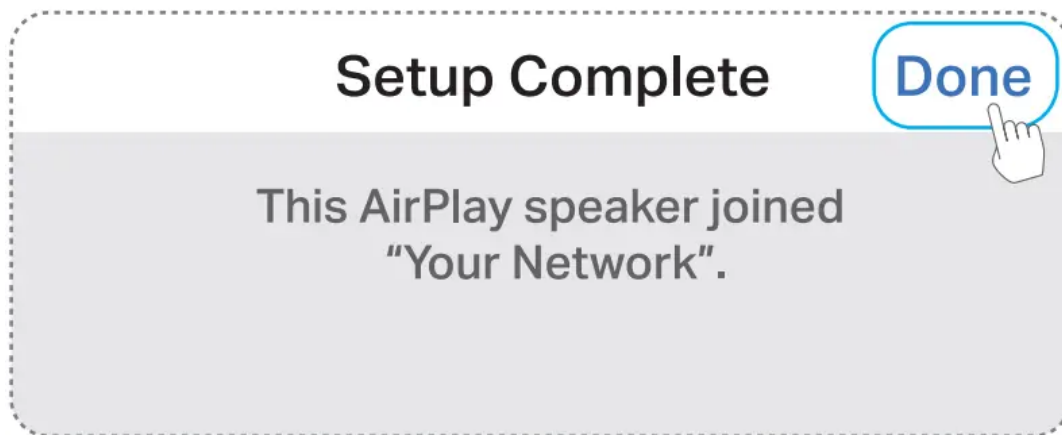 Setup Complete
Done
This AirPlay speaker joined
“Your Network”.